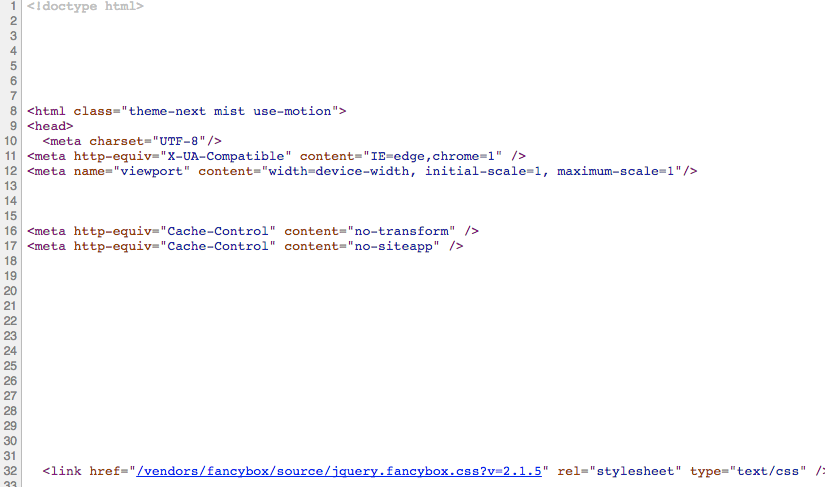 1 <!doctype html>
2
3
4
5
6
7
8 <html class="theme-next mist use-motion">
9 <head>
10 <meta charset="UTF-8"/>
11 <meta http-equiv="X-UA-Compatible" content="IE=edge,chrome=1" />
12 <meta name="viewport" content="width=device-width, initial-scale=1, maximum-scale=1"/>
13
14
15
16 <meta http-equiv="Cache-Control" content="no-transform" />
17 <meta http-equiv="Cache-Control" content="no-siteapp" />
18
19
20
21
22
23
24
25
26
27
28
29
30
31
32 <link href="/vendors/fancybox/source/jquery.fancybox.css?v=2.1.5" rel="stylesheet" type="text/css" />
33